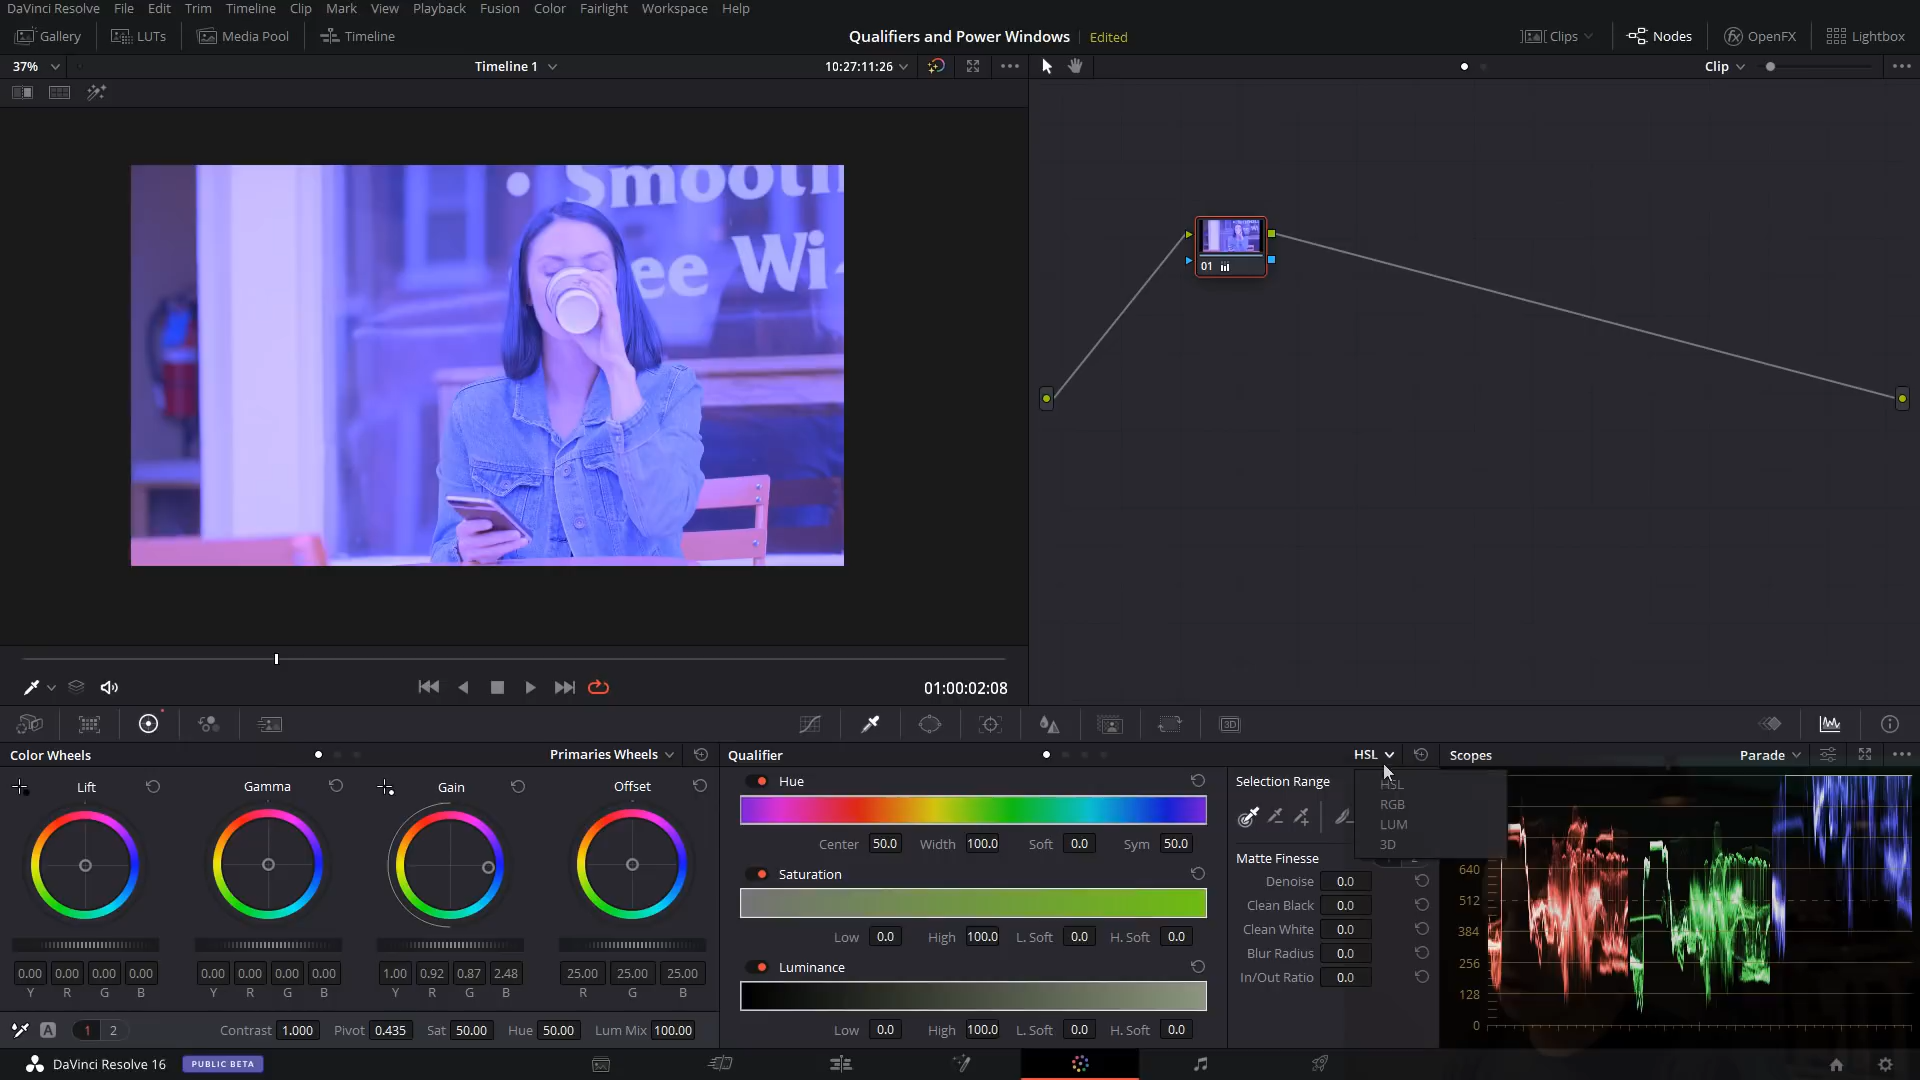 DaVinci Resolve File Edit Trim Timeline Clip Mark View Playback Fusion Color Fairlight Workspace Help
Gallery LUTs Media Pool Timeline Qualifiers and Power Windows Edited Clips Nodes OpenFX Lightbox
37% Timeline 1 10:27:11:26 Clip
Smooth
ee Wi
01
01:00:02:08
Color Wheels Primaries Wheels Qualifier HSL Scopes Parade
Lift Gamma Gain Offset
Hue
Center 50.0 Width 100.0 Soft 0.0 Sym 50.0
Saturation
Low 0.0 High 100.0 L. Soft 0.0 H. Soft 0.0
Luminance
Low 0.0 High 100.0 L. Soft 0.0 H. Soft 0.0
Selection Range
HSL
RGB
LUM
3D
Matte Finesse
Denoise 0.0
Clean Black 0.0
Clean White 0.0
Blur Radius 0.0
In/Out Ratio 0.0
640
512
384
256
128
0
0.00 0.00 0.00 0.00 0.00 0.00 0.00 0.00 1.00 0.92 0.87 2.48 25.00 25.00 25.00
Y R G B Y R G B Y R G B R G B
A 1 2 Contrast 1.000 Pivot 0.435 Sat 50.00 Hue 50.00 Lum Mix 100.00
DaVinci Resolve 16 PUBLIC BETA